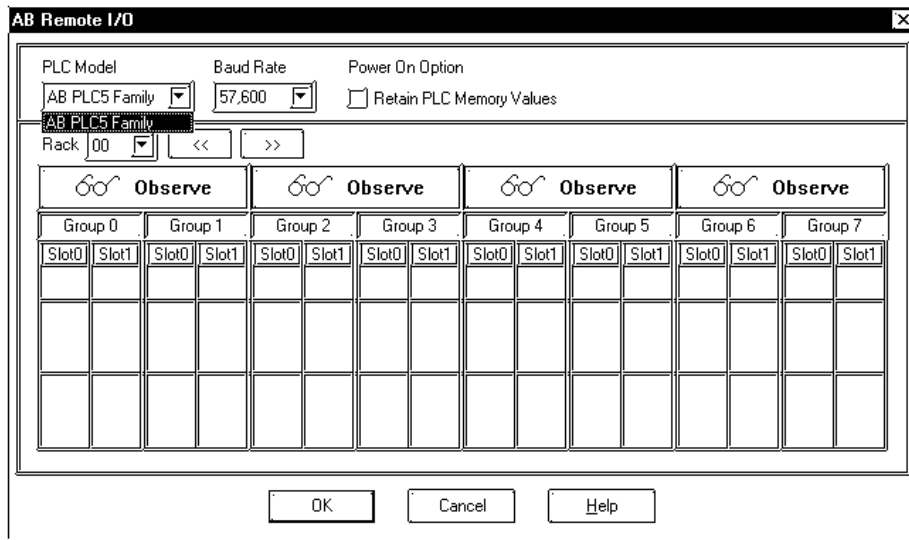 AB Remote I/O
PLC Model Baud Rate Power On Option
AB PLC5 Family 57,600 Retain PLC Memory Values
AB PLC5 Family
Rack 00 << >>
Observe Observe Observe Observe
Group 0 Group 1 Group 2 Group 3 Group 4 Group 5 Group 6 Group 7
Slot0 Slot1 Slot0 Slot1 Slot0 Slot1 Slot0 Slot1 Slot0 Slot1 Slot0 Slot1 Slot0 Slot1 Slot0 Slot1
OK Cancel Help